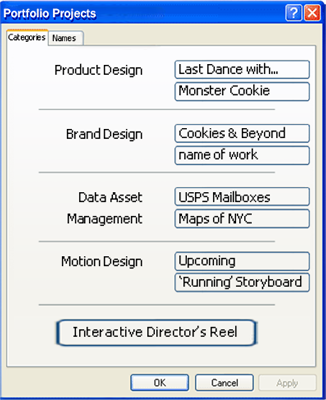 Portfolio Projects
Categories Names
Product Design Last Dance with...
Monster Cookie
Brand Design Cookies & Beyond
name of work
Data Asset USPS Mailboxes
Management Maps of NYC
Motion Design Upcoming
‘Running’ Storyboard
Interactive Director's Reel
OK Cancel Apply